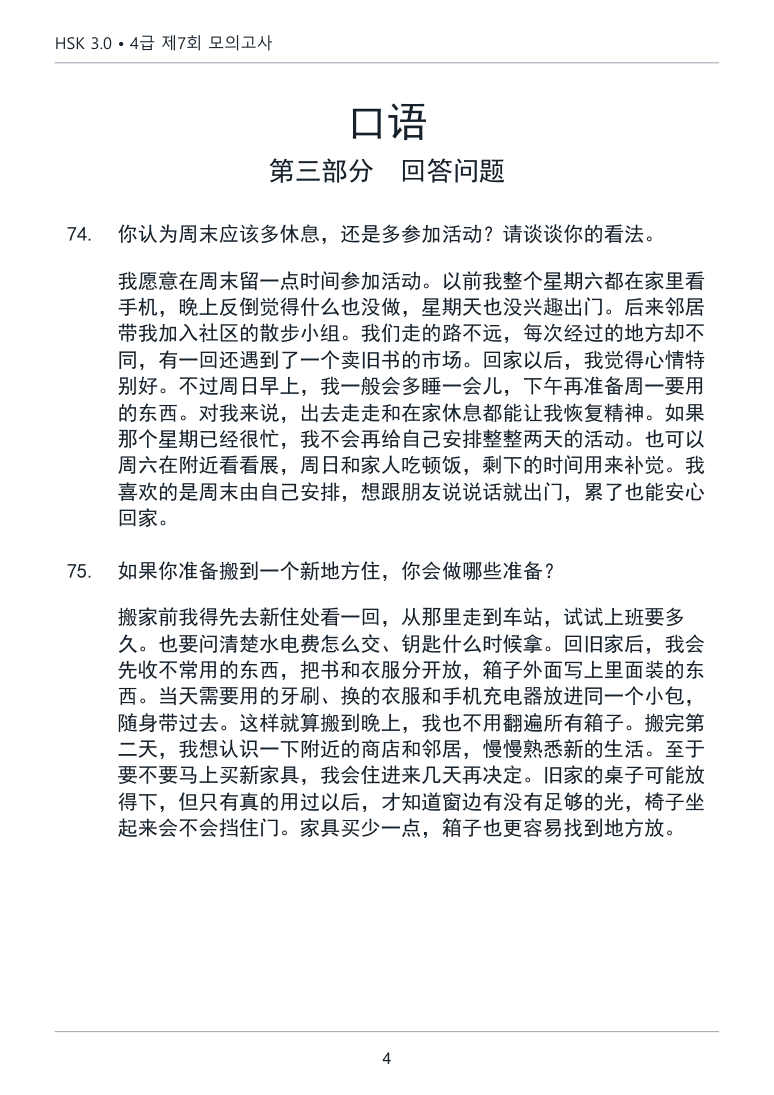 HSK 3.0 • 4급 제7회 모의고사
口语
第三部分　回答问题
74. 你认为周末应该多休息，还是多参加活动？请谈谈你的看法。
我愿意在周末留一点时间参加活动。以前我整个星期六都在家里看
手机，晚上反倒觉得什么也没做，星期天也没兴趣出门。后来邻居
带我加入社区的散步小组。我们走的路不远，每次经过的地方却不
同，有一回还遇到了一个卖旧书的市场。回家以后，我觉得心情特
别好。不过周日早上，我一般会多睡一会儿，下午再准备周一要用
的东西。对我来说，出去走走和在家休息都能让我恢复精神。如果
那个星期已经很忙，我不会再给自己安排整整两天的活动。也可以
周六在附近看看展，周日和家人吃顿饭，剩下的时间用来补觉。我
喜欢的是周末由自己安排，想跟朋友说说话就出门，累了也能安心
回家。
75. 如果你准备搬到一个新地方住，你会做哪些准备？
搬家前我得先去新住处看一回，从那里走到车站，试试上班要多
久。也要问清楚水电费怎么交、钥匙什么时候拿。回旧家后，我会
先收不常用的东西，把书和衣服分开放，箱子外面写上里面装的东
西。当天需要用的牙刷、换的衣服和手机充电器放进同一个小包，
随身带过去。这样就算搬到晚上，我也不用翻遍所有箱子。搬完第
二天，我想认识一下附近的商店和邻居，慢慢熟悉新的生活。至于
要不要马上买新家具，我会住进来几天再决定。旧家的桌子可能放
得下，但只有真的用过以后，才知道窗边有没有足够的光，椅子坐
起来会不会挡住门。家具买少一点，箱子也更容易找到地方放。
4